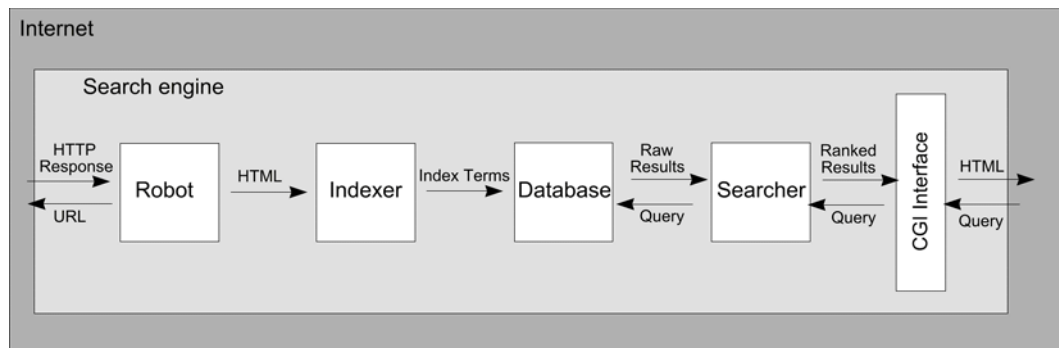 Internet
Search engine
HTTP
Response
URL
Robot
HTML
Indexer
Index Terms
Database
Raw
Results
Query
Searcher
Ranked
Results
Query
CGI Interface
HTML
Query